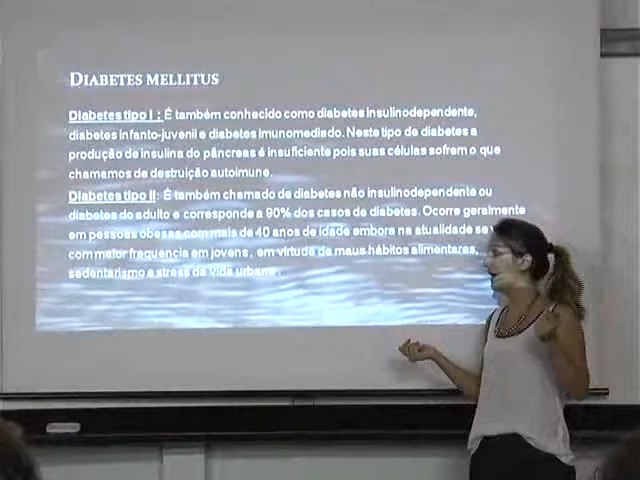 DIABETES MELLITUS
Diabetes tipo I : É também conhecido como diabetes insulinodependente,
diabetes infanto-juvenil e diabetes imunomediado. Neste tipo de diabetes a
produção de insulina do pâncreas é insuficiente pois suas células sofrem o que
chamamos de destruição autoimune.
Diabetes tipo II: É também chamado de diabetes não insulinodependente ou
diabetes do adulto e corresponde a 90% dos casos de diabetes. Ocorre geralmente
em pessoas obesas com mais de 40 anos de idade embora na atualidade se
com maior frequencia em jovens , em virtude de maus hábitos alimentares,
sedentarismo e stress da vida urbana.